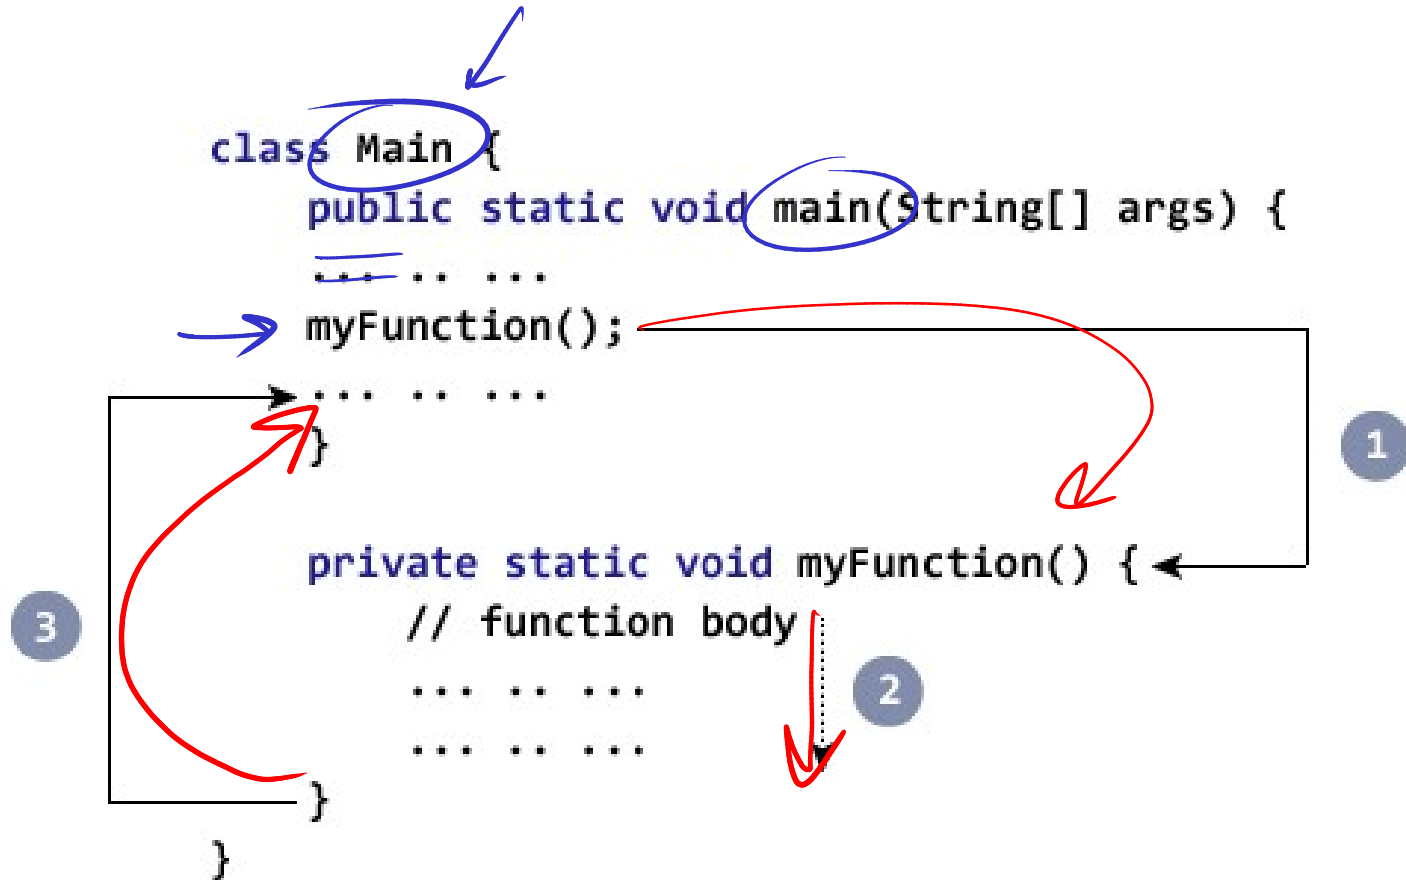 class Main {
public static void main(String[] args) {
... .. ...
myFunction();
... .. ...
}
1
private static void myFunction() {
// function body
3
... .. ...
2
... .. ...
}
}